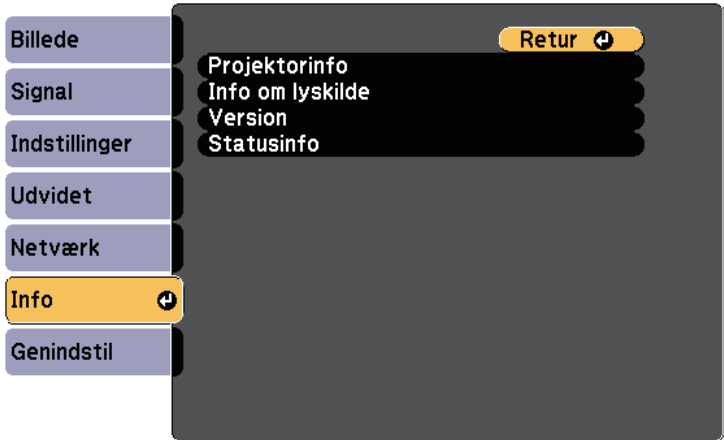 Billede
Signal
Indstillinger
Udvidet
Netværk
Info
Genindstil
Retur
Projektorinfo
Info om lyskilde
Version
Statusinfo